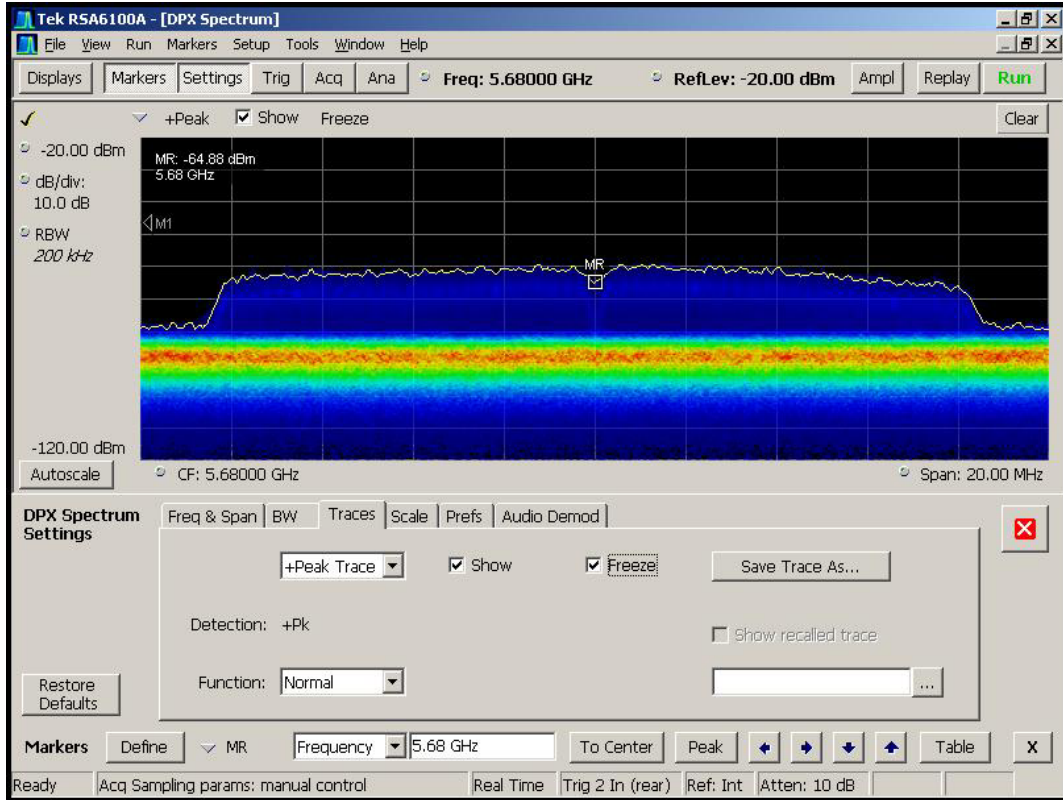 Tek RSA6100A - [DPX Spectrum]
File View Run Markers Setup Tools Window Help
Displays Markers Settings Trig Acq Ana Freq: 5.68000 GHz RefLev: -20.00 dBm Ampl Replay Run
+Peak Show Freeze Clear
-20.00 dBm
MR: -64.88 dBm
5.68 GHz
dB/div:
10.0 dB
M1
RBW
200 kHz
MR
-120.00 dBm
Autoscale CF: 5.68000 GHz Span: 20.00 MHz
DPX Spectrum
Settings
Freq & Span BW Traces Scale Prefs Audio Demod
+Peak Trace Show Freeze Save Trace As...
Detection: +Pk
Show recalled trace
Function: Normal ...
Restore
Defaults
Markers Define MR Frequency 5.68 GHz To Center Peak Table X
Ready Acq Sampling params: manual control Real Time Trig 2 In (rear) Ref: Int Atten: 10 dB